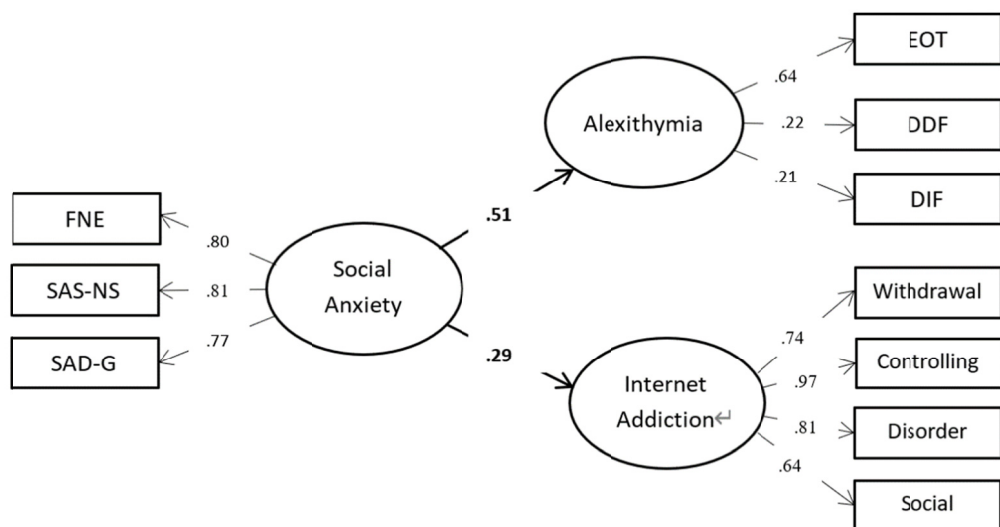 EOT
.64
Alexithymia
.22
DDF
.21
DIF
FNE
.51
.80
Social
Anxiety
SAS-NS
.81
Withdrawal
.77
.29
.74
SAD-G
Controlling
Internet
Addiction↵
.97
.81
Disorder
.64
Social